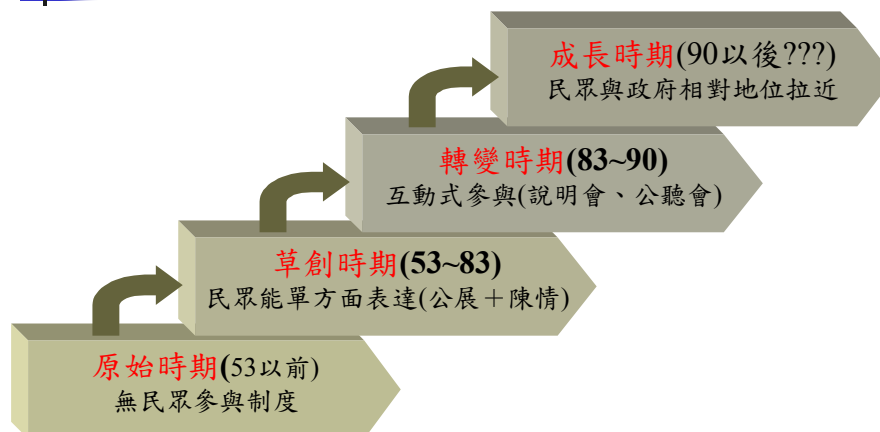 成長時期(90以後???)
民眾與政府相對地位拉近
轉變時期(83~90)
互動式參與(說明會、公聽會)
草創時期(53~83)
民眾能單方面表達(公展＋陳情)
原始時期(53以前)
無民眾參與制度